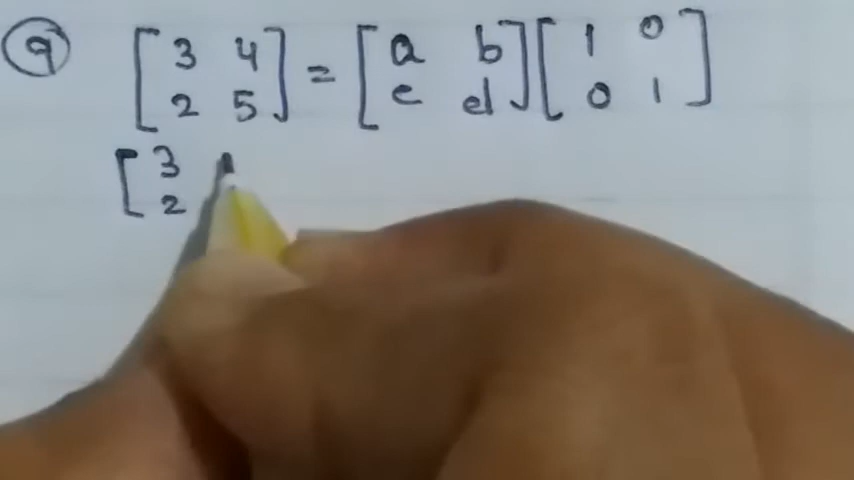 9 [3 4 = [a b [1 0
2 5] c d] 0 1]
[3
2